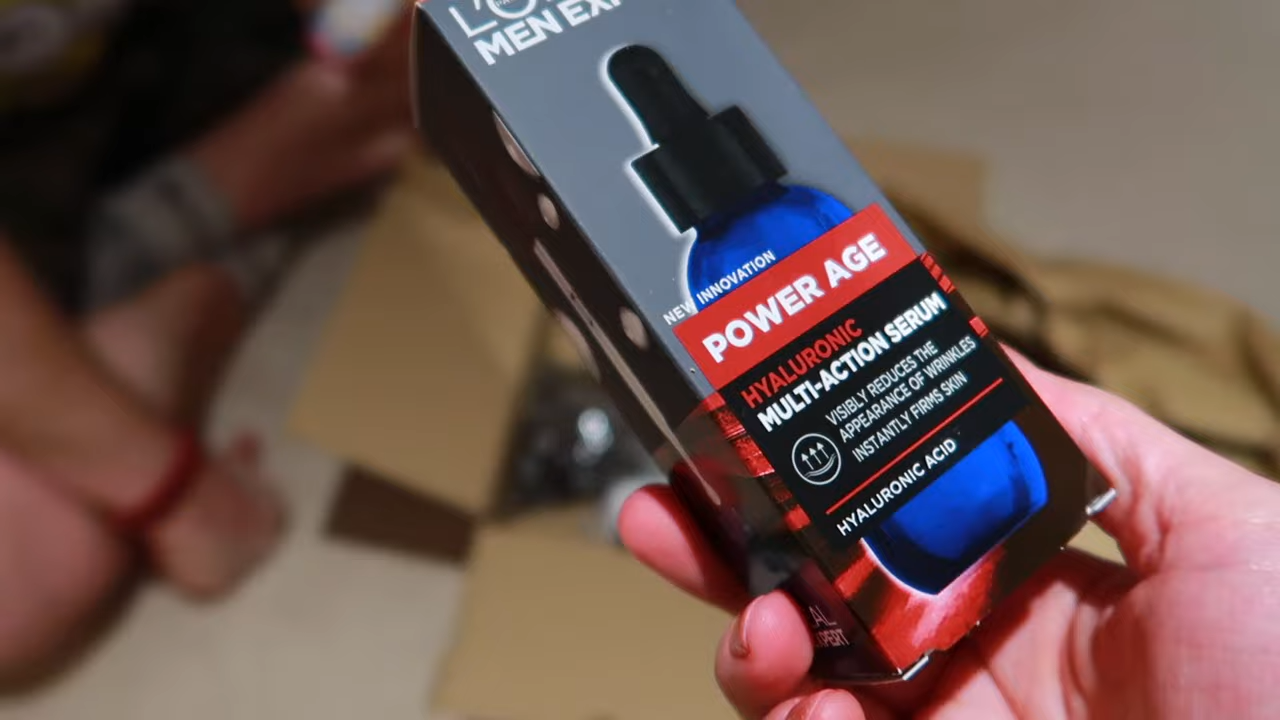 MEN EXP
NEW INNOVATION
POWER AGE
HYALURONIC
MULTI-ACTION SERUM
VISIBLY REDUCES THE
APPEARANCE OF WRINKLES
INSTANTLY FIRMS SKIN
HYALURONIC ACID